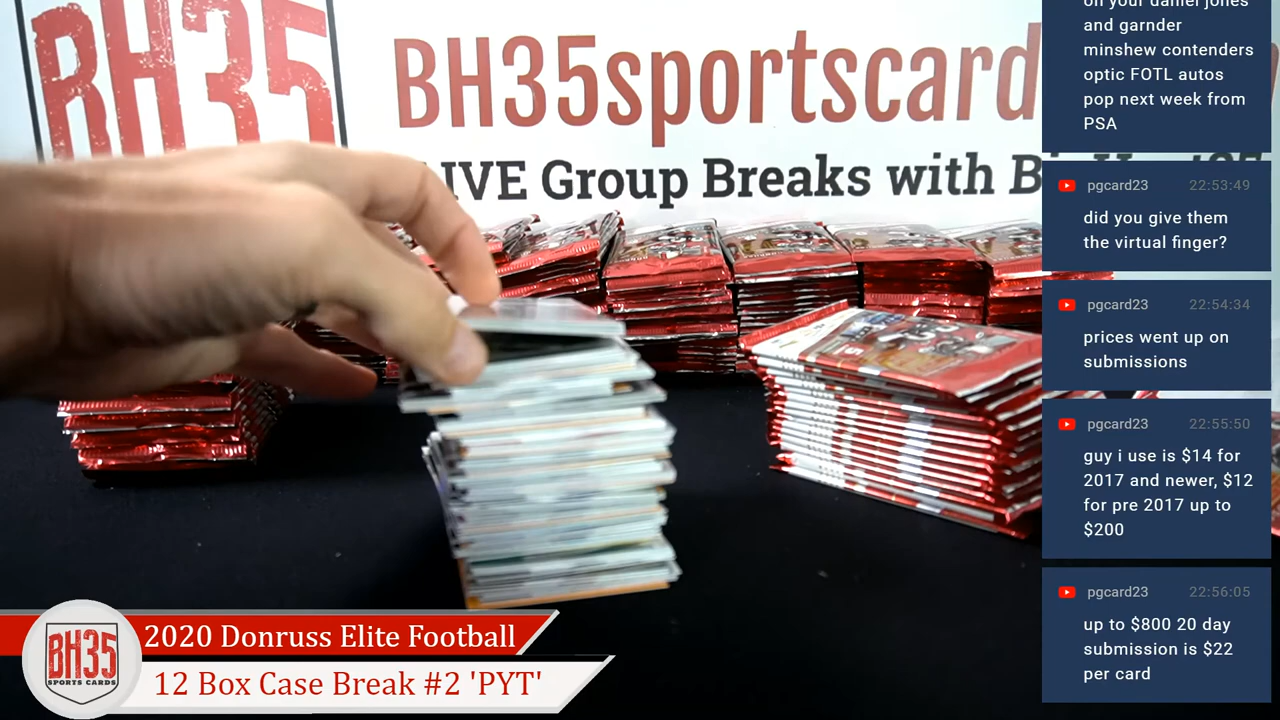 BH35
BH35sportscard
LIVE Group Breaks with
on your daniel jones
and garnder
minshew contenders
optic FOTL autos
pop next week from
PSA
pgcard23 22:53:49
did you give them
the virtual finger?
pgcard23 22:54:34
prices went up on
submissions
pgcard23 22:55:50
guy i use is $14 for
2017 and newer, $12
for pre 2017 up to
$200
pgcard23 22:56:05
up to $800 20 day
submission is $22
per card
BH35
SPORTS CARDS
2020 Donruss Elite Football
12 Box Case Break #2 'PYT'